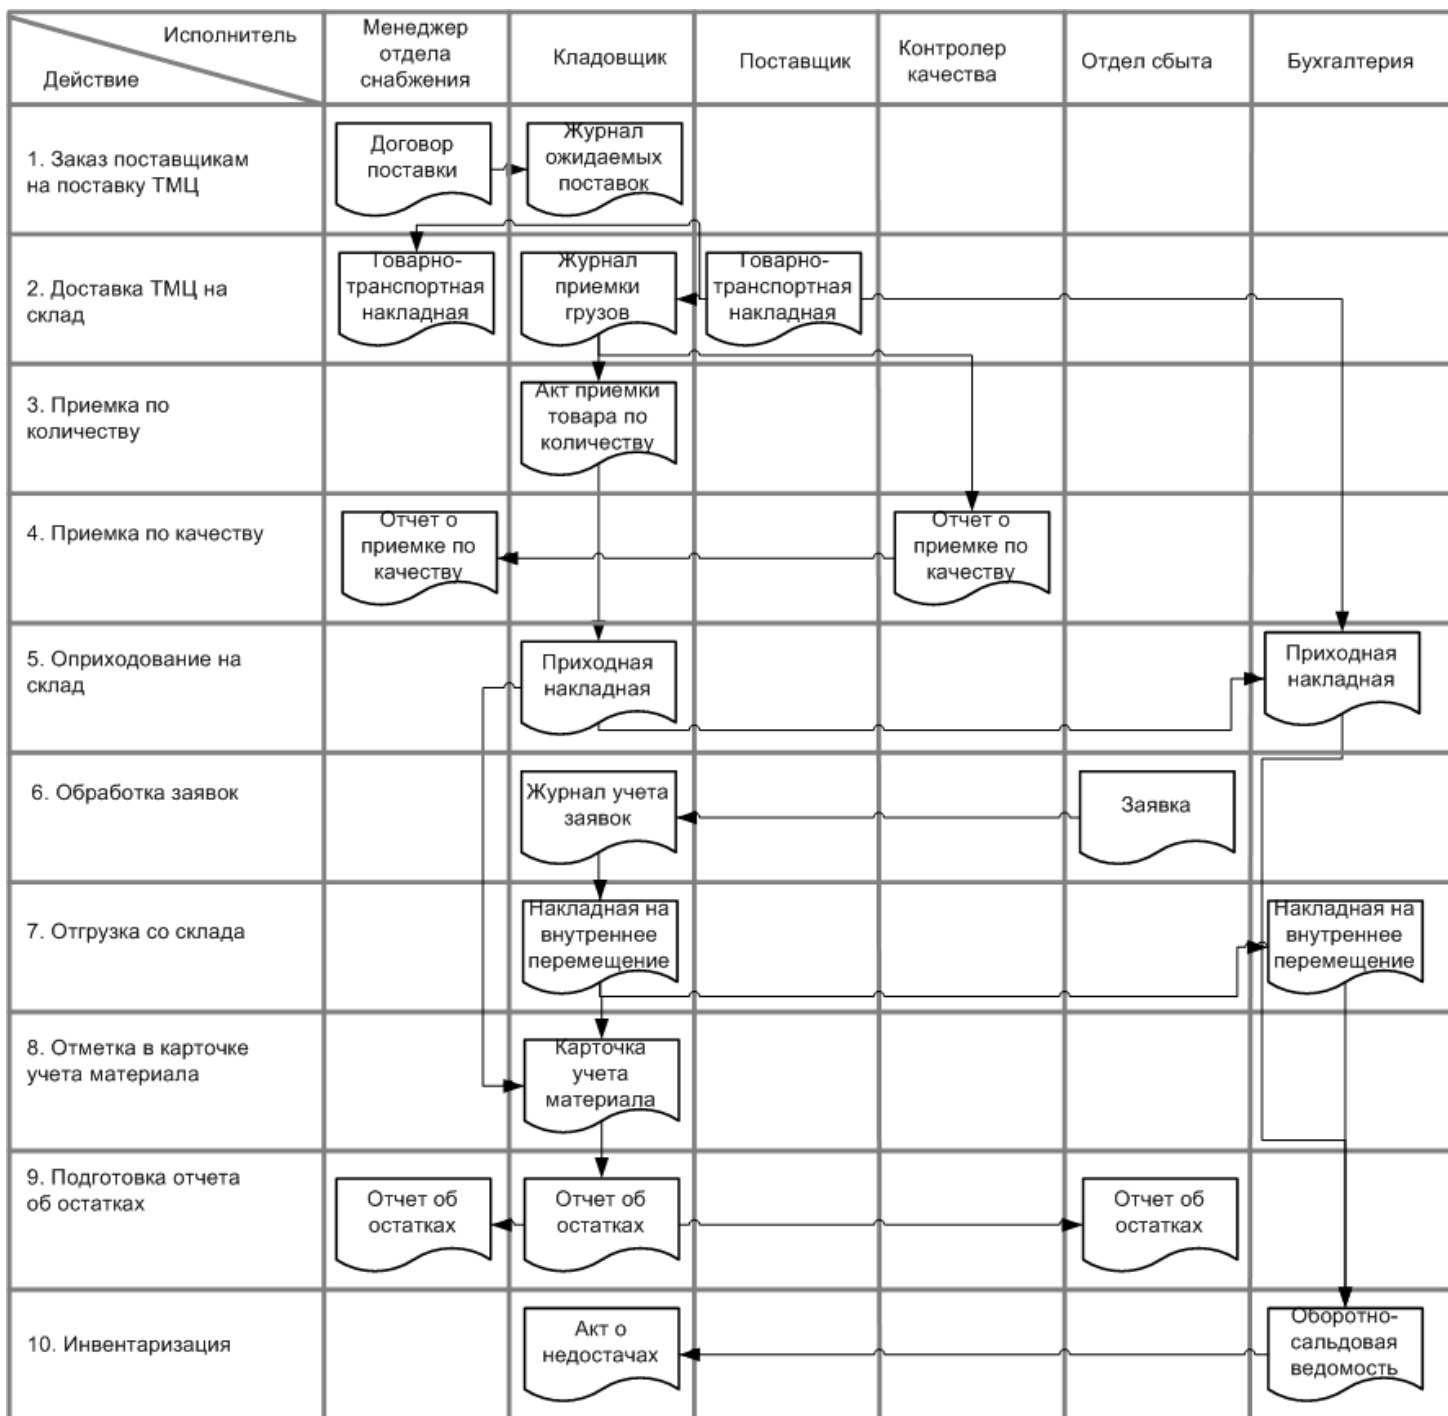 Исполнитель
Действие
Менеджер
отдела
снабжения
Кладовщик
Поставщик
Контролер
качества
Отдел сбыта
Бухгалтерия
1. Заказ поставщикам
на поставку ТМЦ
Договор
поставки
Журнал
ожидаемых
поставок
2. Доставка ТМЦ на
склад
Товарно-
транспортная
накладная
Журнал
приемки
грузов
Товарно-
транспортная
накладная
3. Приемка по
количеству
Акт приемки
товара по
количеству
4. Приемка по качеству
Отчет о
приемке по
качеству
Отчет о
приемке по
качеству
5. Оприходование на
склад
Приходная
накладная
Приходная
накладная
6. Обработка заявок
Журнал учета
заявок
Заявка
7. Отгрузка со склада
Накладная на
внутреннее
перемещение
Накладная на
внутреннее
перемещение
8. Отметка в карточке
учета материала
Карточка
учета
материала
9. Подготовка отчета
об остатках
Отчет об
остатках
Отчет об
остатках
Отчет об
остатках
10. Инвентаризация
Акт о
недостачах
Оборотно-
сальдовая
ведомость